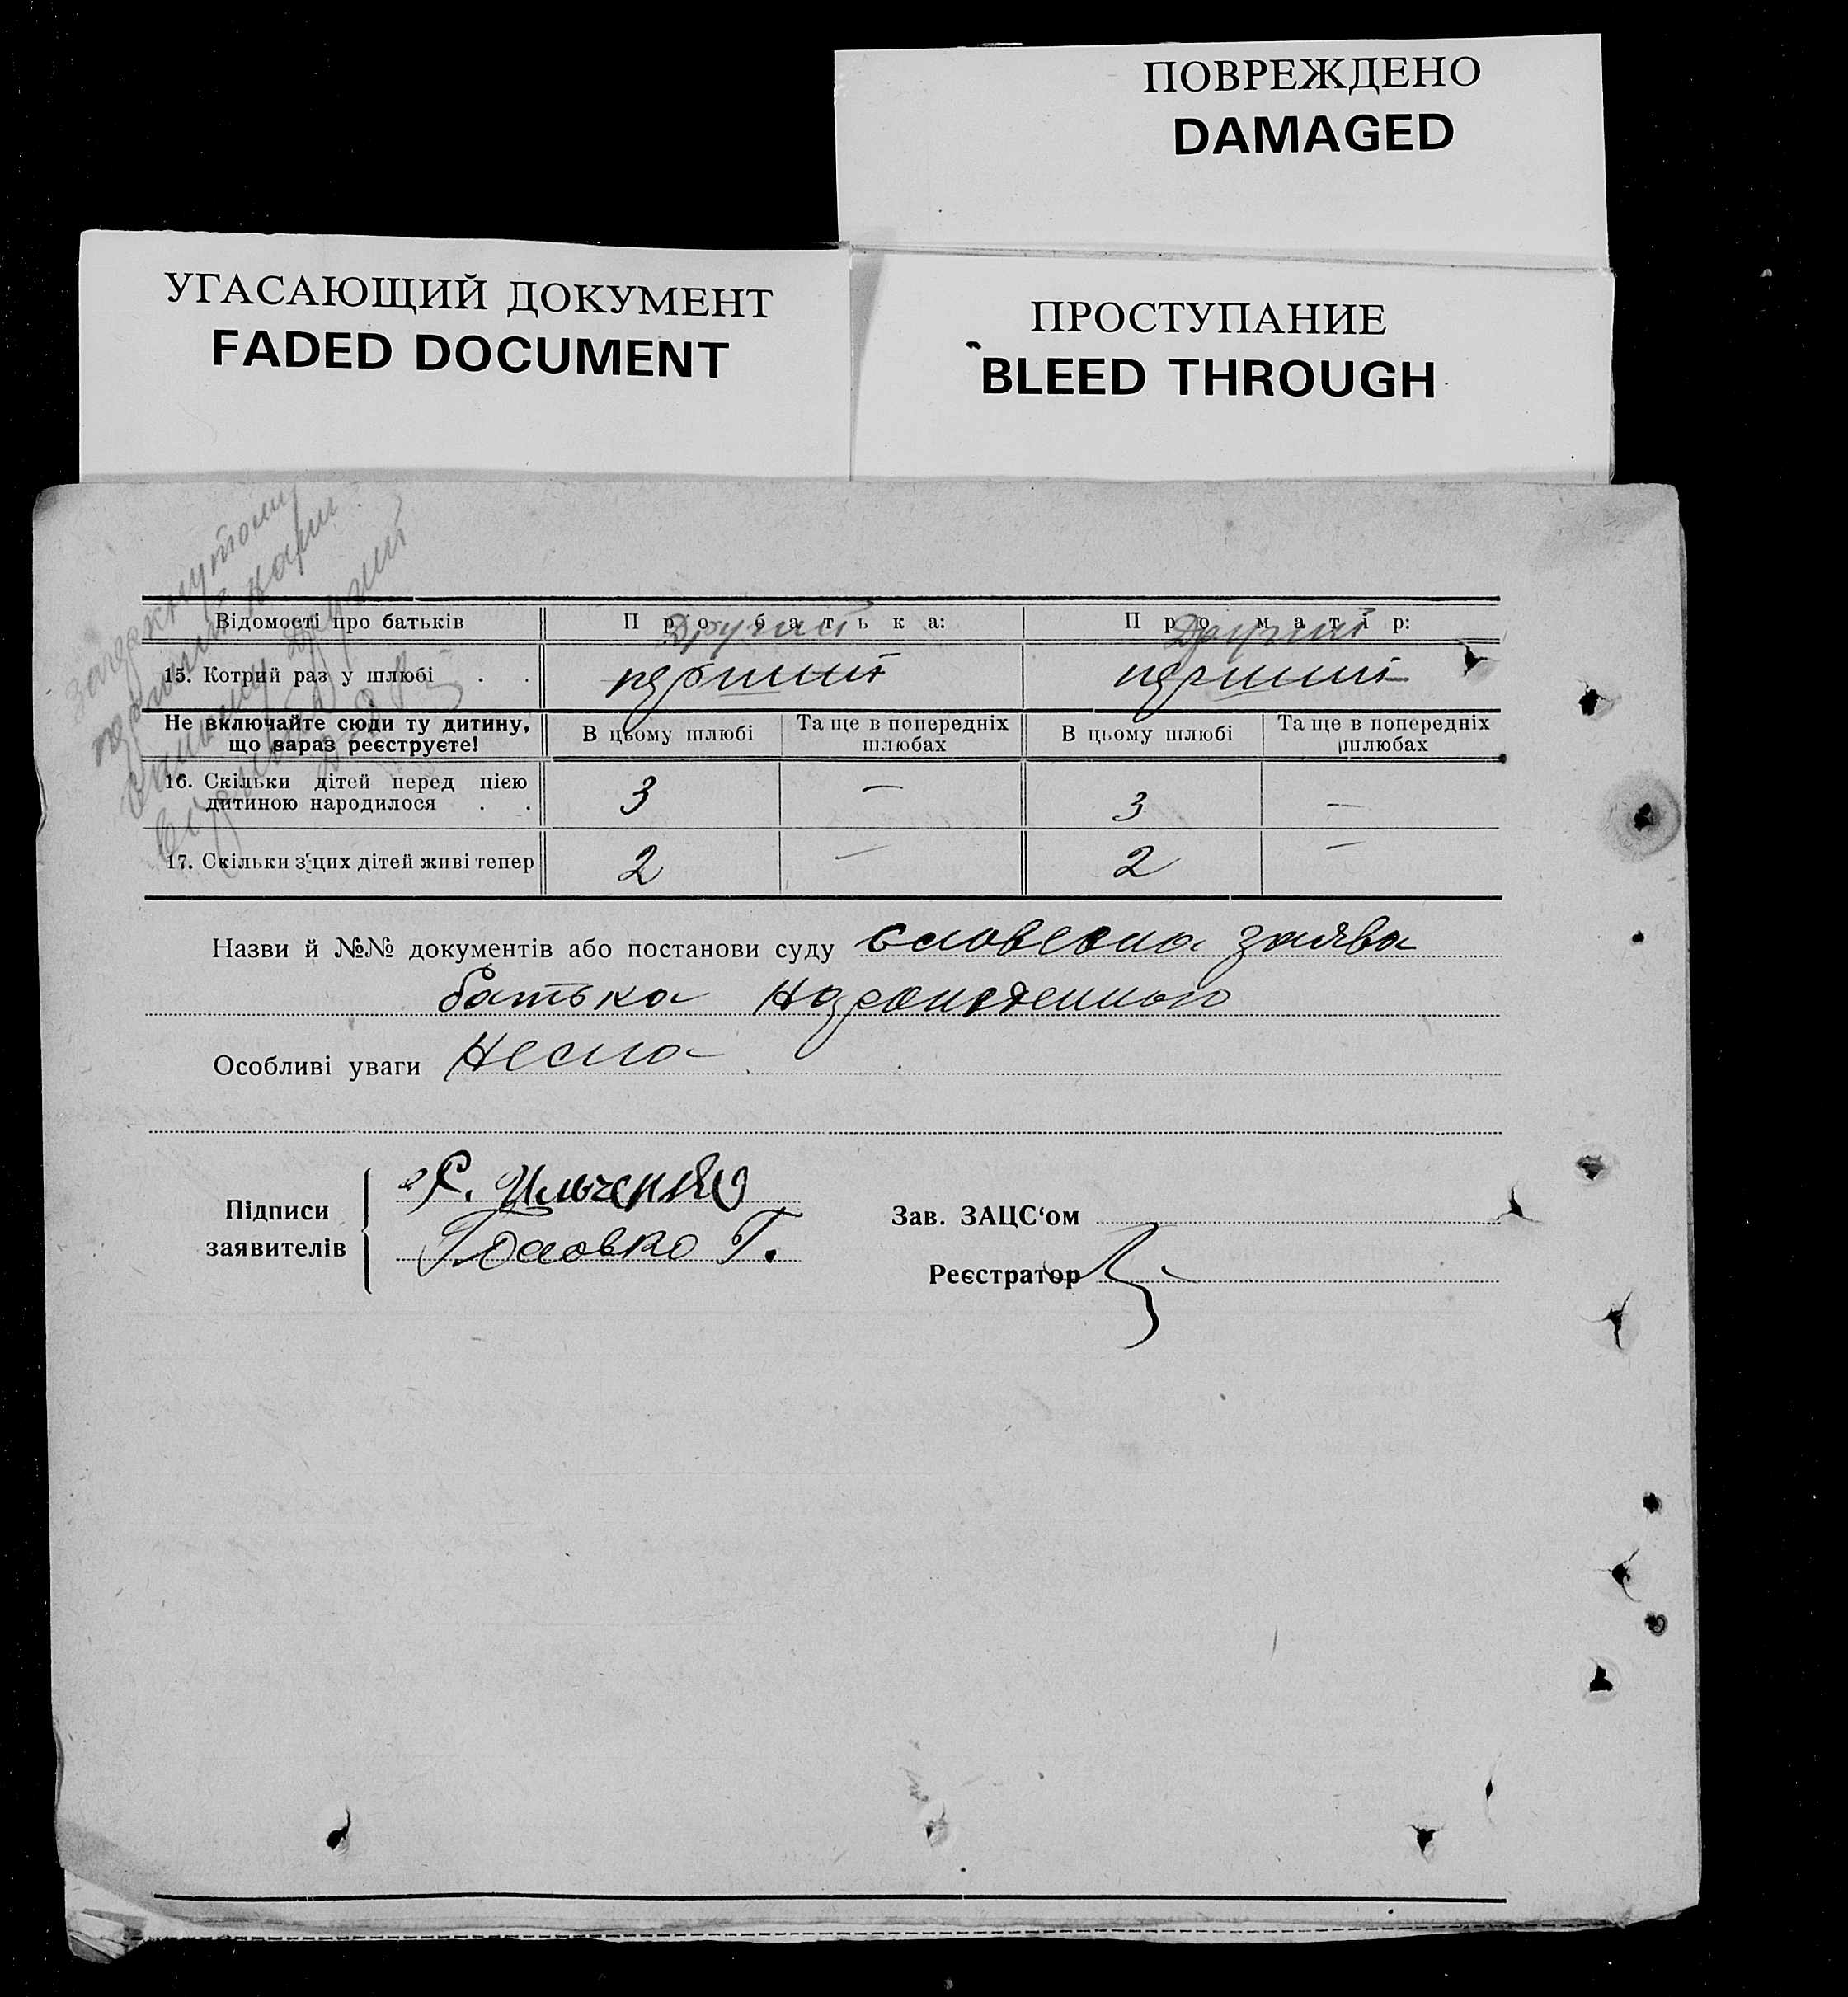 ПОВРЕЖДЕНО
DAMAGED
УГАСАЮЩИЙ ДОКУМЕНТ
FADED DOCUMENT
ПРОСТУПАНИЕ
BLEED THROUGH
Відомості про батьків Про батька: Про матір:
Другий Другий
15. Котрий раз у шлюбі . . перший перший
Не включайте сюди ту дитину, що зараз реєструєте! В цьому шлюбі Та ще в попередніх шлюбах В цьому шлюбі Та ще в попередніх шлюбах
16. Скільки дітей перед цією
дитиною народилося . . 3 — 3 —
17. Скільки з цих дітей живі тепер 2 — 2 —
Назви й №№ документів або постанови суду словесна заява
батька
Особливі уваги Нема
Підписи
заявителів
Зав. ЗАЦС‘ом
Реєстратор